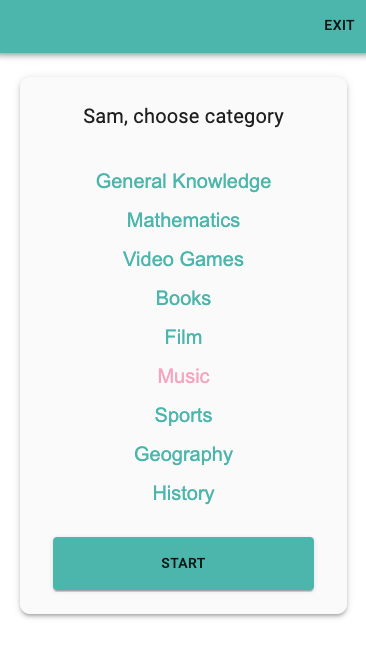 EXIT
Sam, choose category
General Knowledge
Mathematics
Video Games
Books
Film
Music
Sports
Geography
History
START